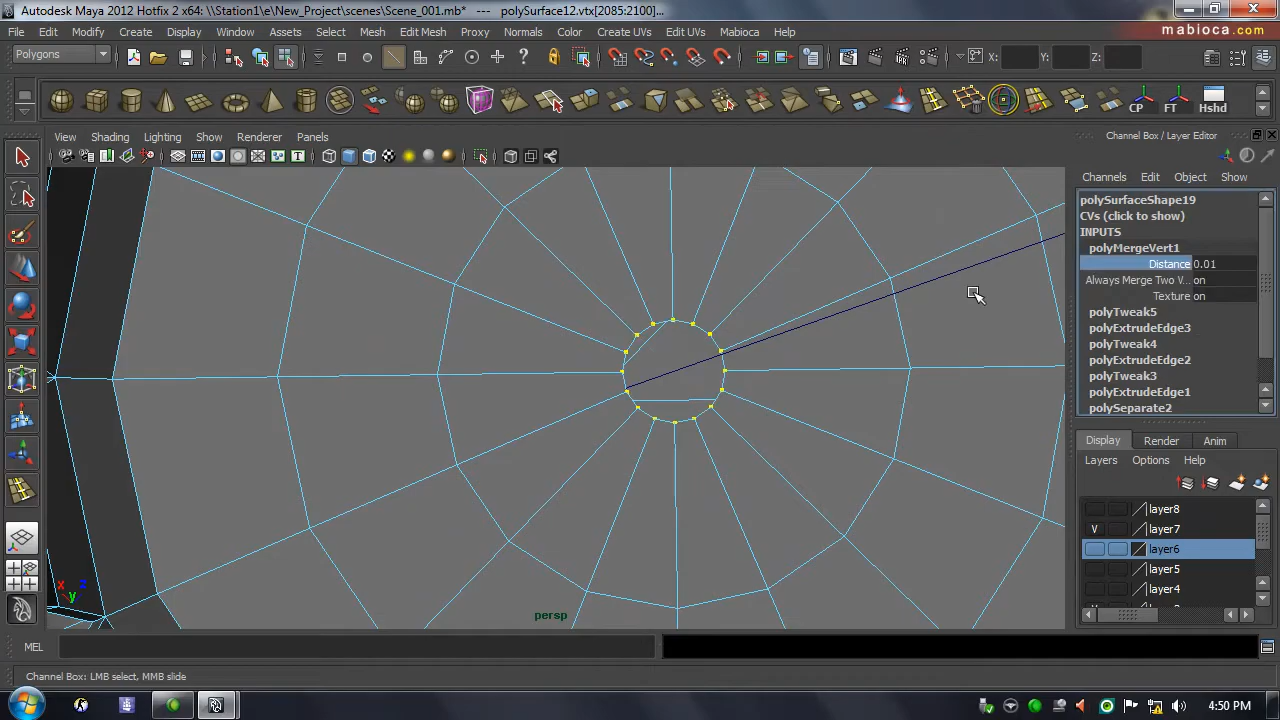 Autodesk Maya 2012 Hotfix 2 x64: \\Station1\e\New_Project\scenes\Scene_001.mb* --- polySurface12.vtx[2085:2100]...
File Edit Modify Create Display Window Assets Select Mesh Edit Mesh Proxy Normals Color Create UVs Edit UVs Mabioca Help
mabioca.com
Polygons
X: Y: Z:
CP FT Hshd
View Shading Lighting Show Renderer Panels
Channel Box / Layer Editor
Channels Edit Object Show
polySurfaceShape19
CVs (click to show)
INPUTS
polyMergeVert1
Distance 0.01
Always Merge Two V... on
Texture on
polyTweak5
polyExtrudeEdge3
polyTweak4
polyExtrudeEdge2
polyTweak3
polyExtrudeEdge1
polySeparate2
Display Render Anim
Layers Options Help
layer8
V layer7
layer6
layer5
layer4
x z
y
persp
MEL
Channel Box: LMB select, MMB slide
4:50 PM